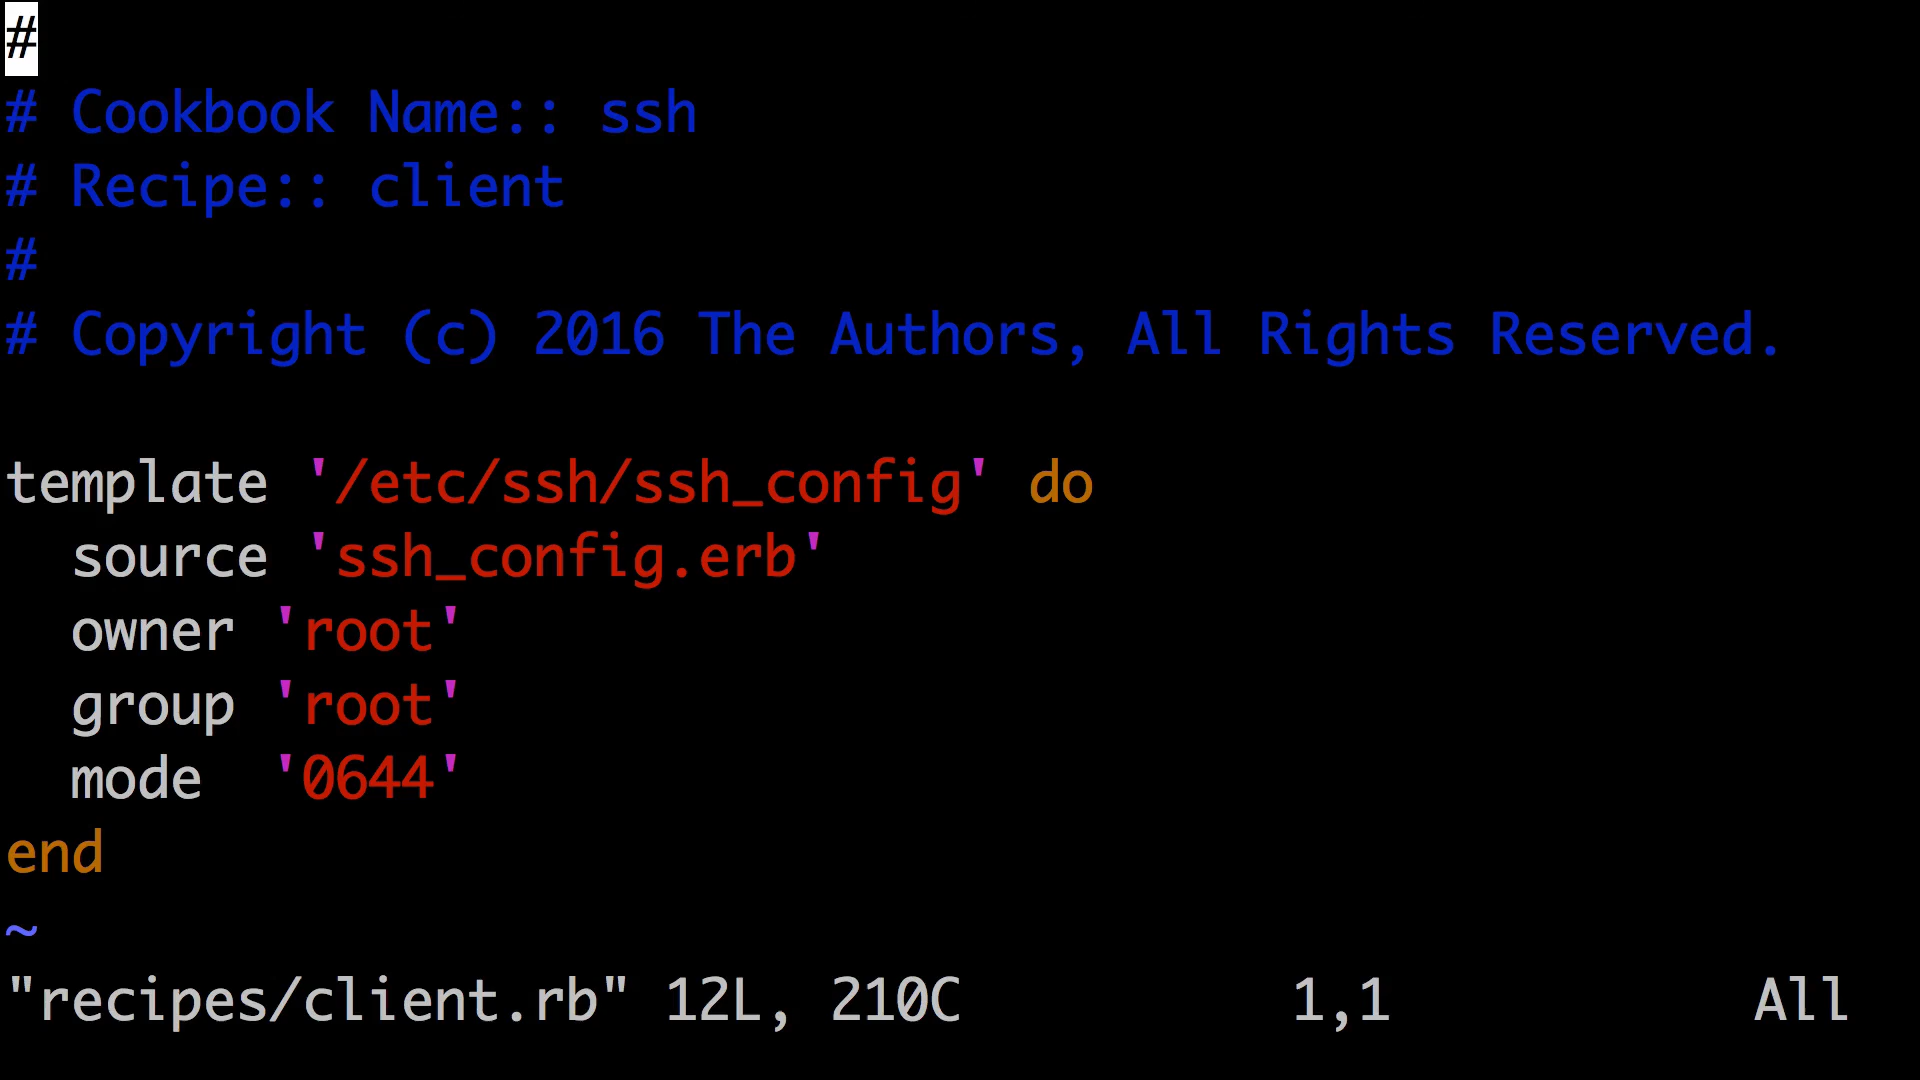 #
# Cookbook Name:: ssh
# Recipe:: client
#
# Copyright (c) 2016 The Authors, All Rights Reserved.

template '/etc/ssh/ssh_config' do
  source 'ssh_config.erb'
  owner 'root'
  group 'root'
  mode  '0644'
end
~
"recipes/client.rb" 12L, 210C 1,1 All